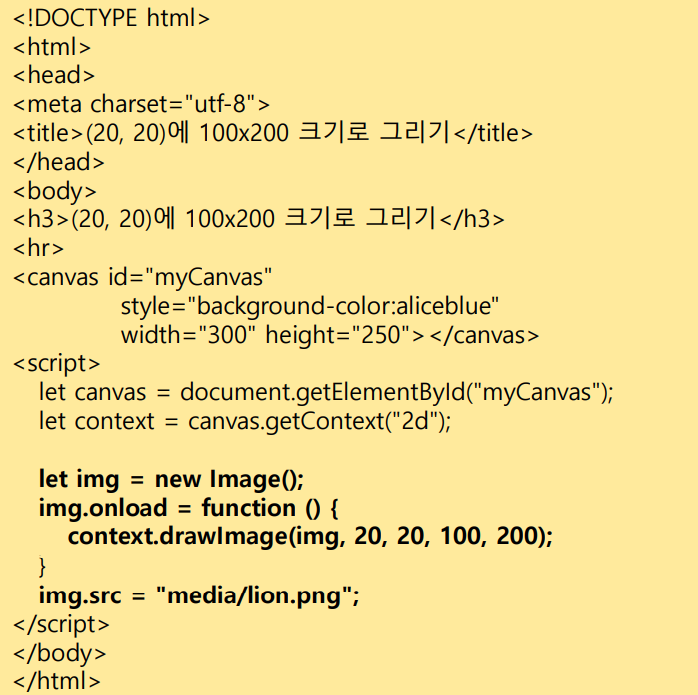 <!DOCTYPE html>
<html>
<head>
<meta charset="utf-8">
<title>(20, 20)에 100x200 크기로 그리기</title>
</head>
<body>
<h3>(20, 20)에 100x200 크기로 그리기</h3>
<hr>
<canvas id="myCanvas"
style="background-color:aliceblue"
width="300" height="250"></canvas>
<script>
let canvas = document.getElementById("myCanvas");
let context = canvas.getContext("2d");
let img = new Image();
img.onload = function () {
context.drawImage(img, 20, 20, 100, 200);
}
img.src = "media/lion.png";
</script>
</body>
</html>